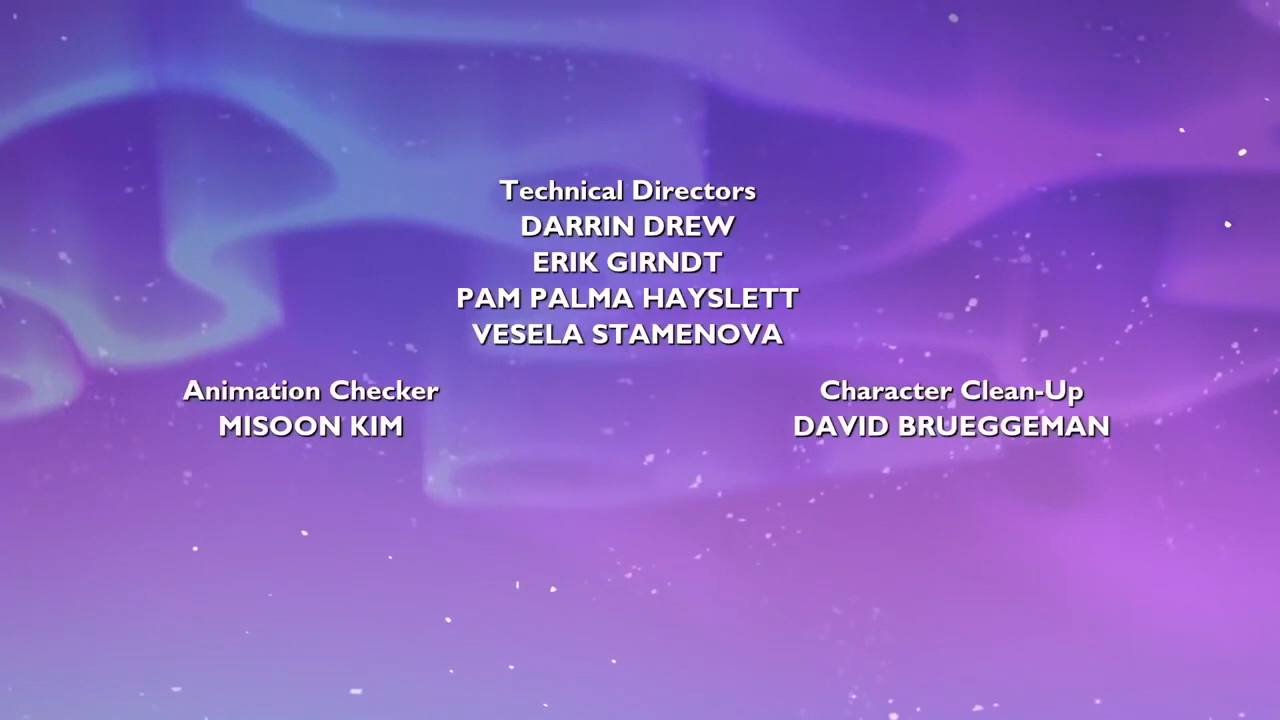 Technical Directors
DARRIN DREW
ERIK GIRNDT
PAM PALMA HAYSLETT
VESELA STAMENOVA
Animation Checker
MISOON KIM
Character Clean-Up
DAVID BRUEGGEMAN